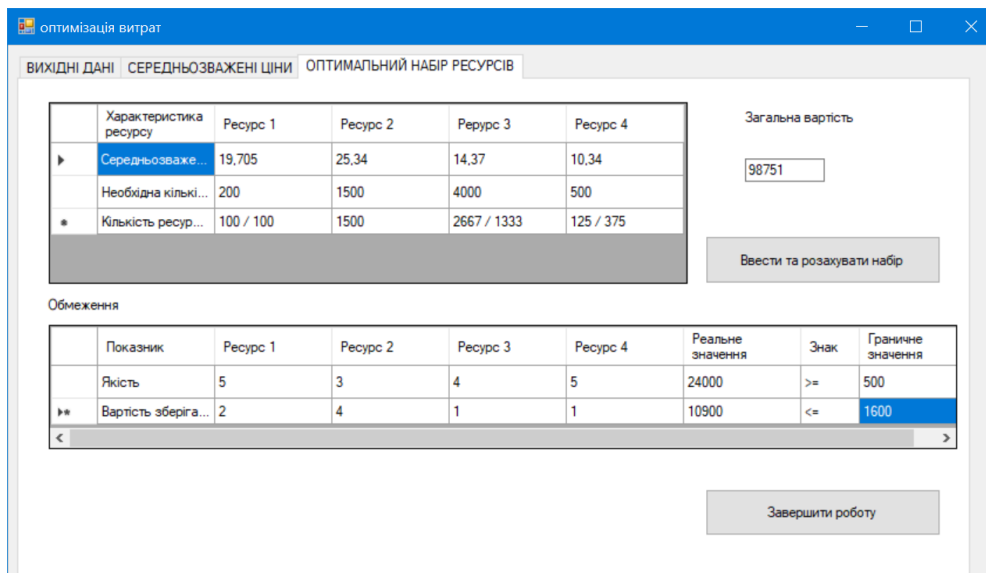 оптимізація витрат
ВИХІДНІ ДАНІ СЕРЕДНЬОЗВАЖЕНІ ЦІНИ ОПТИМАЛЬНИЙ НАБІР РЕСУРСІВ
Характеристика ресурсу Ресурс 1 Ресурс 2 Рерурс 3 Ресурс 4
Середньозваже... 19,705 25,34 14,37 10,34
Необхідна кількі... 200 1500 4000 500
Кількість ресур... 100 / 100 1500 2667 / 1333 125 / 375
Загальна вартість
98751
Ввести та розахувати набір
Обмеження
Показник Ресурс 1 Ресурс 2 Ресурс 3 Ресурс 4 Реальне значення Знак Граничне значення
Якість 5 3 4 5 24000 >= 500
Вартість зберіга... 2 4 1 1 10900 <= 1600
Завершити роботу